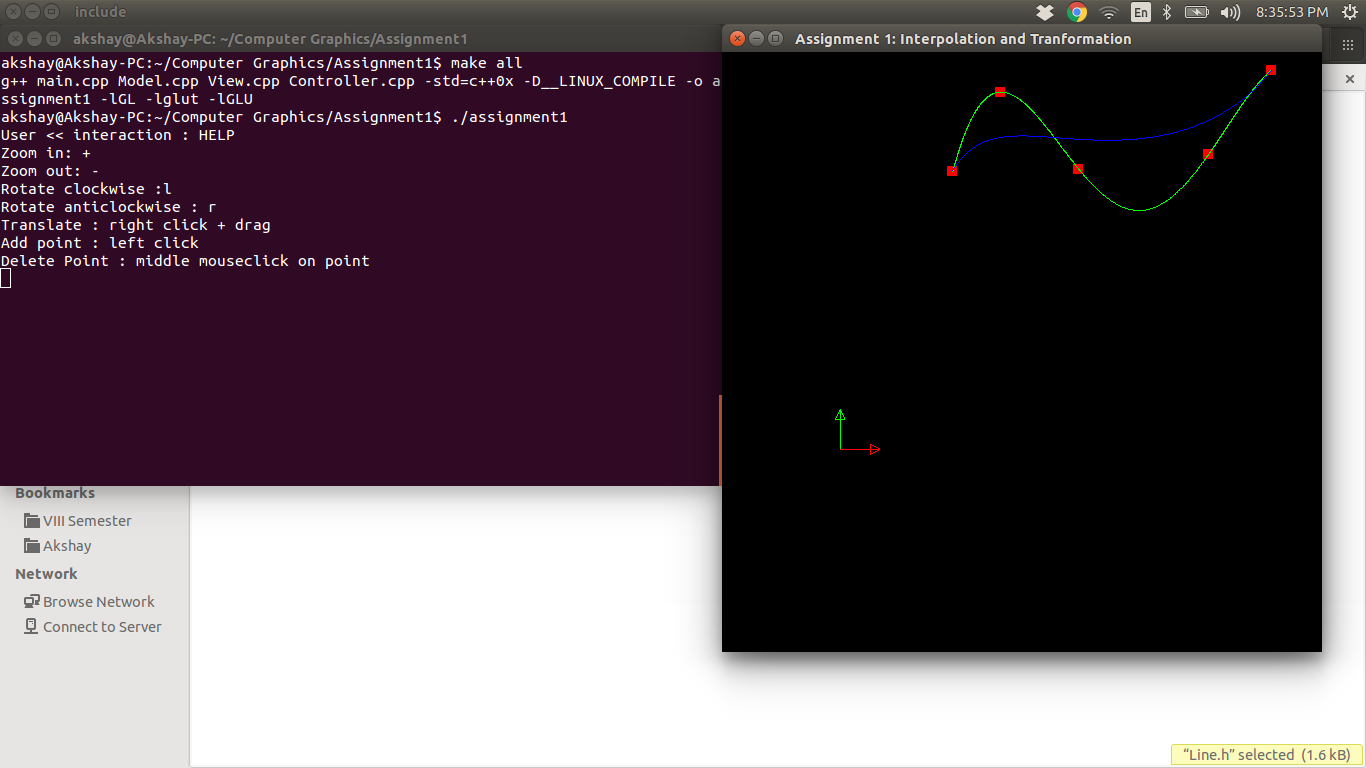 include
En
8:35:53 PM
akshay@Akshay-PC: ~/Computer Graphics/Assignment1
akshay@Akshay-PC:~/Computer Graphics/Assignment1$ make all
g++ main.cpp Model.cpp View.cpp Controller.cpp -std=c++0x -D__LINUX_COMPILE -o a
ssignment1 -lGL -lglut -lGLU
akshay@Akshay-PC:~/Computer Graphics/Assignment1$ ./assignment1
User << interaction : HELP
Zoom in: +
Zoom out: -
Rotate clockwise :l
Rotate anticlockwise : r
Translate : right click + drag
Add point : left click
Delete Point : middle mouseclick on point
Assignment 1: Interpolation and Tranformation
Bookmarks
VIII Semester
Akshay
Network
Browse Network
Connect to Server
“Line.h” selected (1.6 kB)